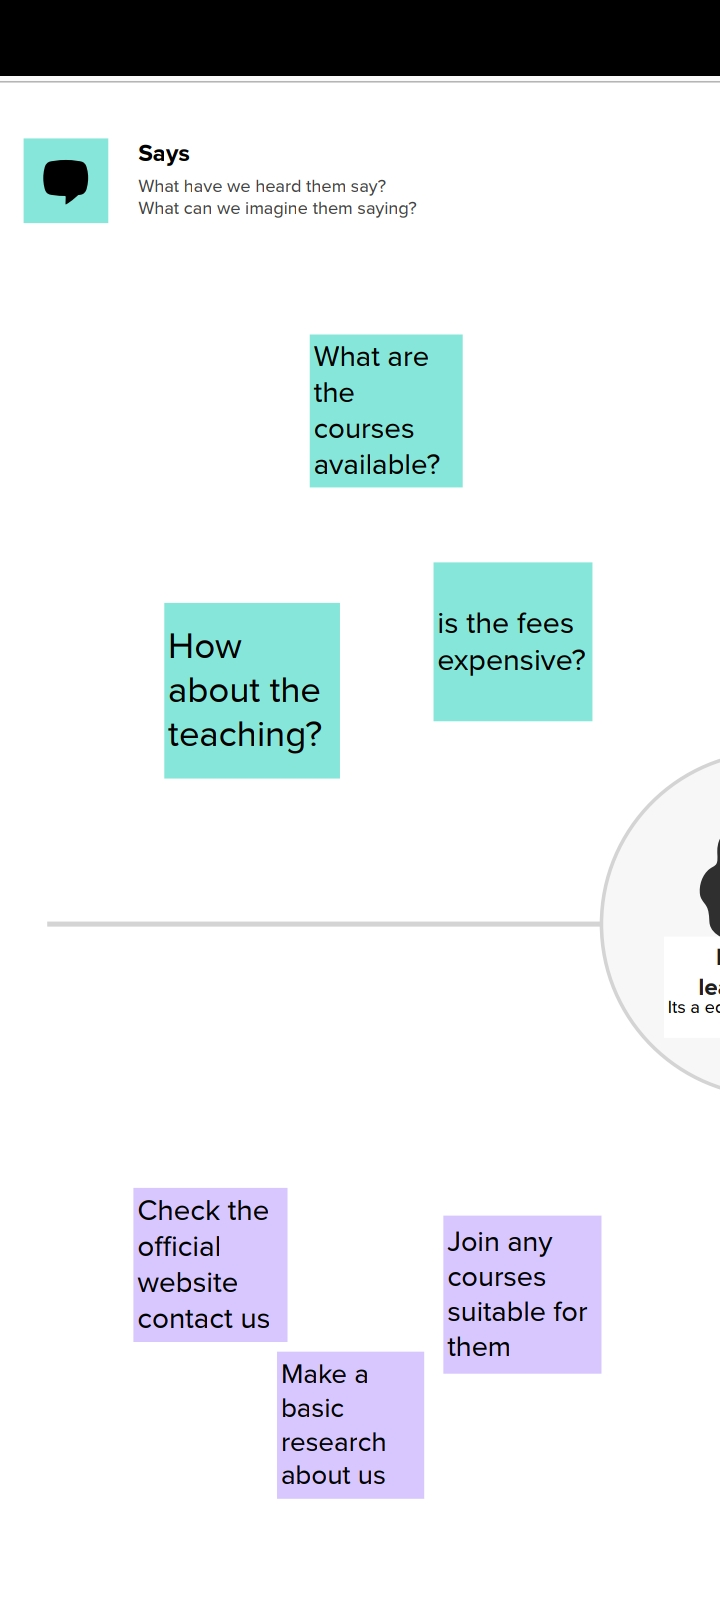 Says
What have we heard them say?
What can we imagine them saying?
What are
the
courses
available?
is the fees
expensive?
How
about the
teaching?
Its a
Check the
official
website
contact us
Join any
courses
suitable for
them
Make a
basic
research
about us